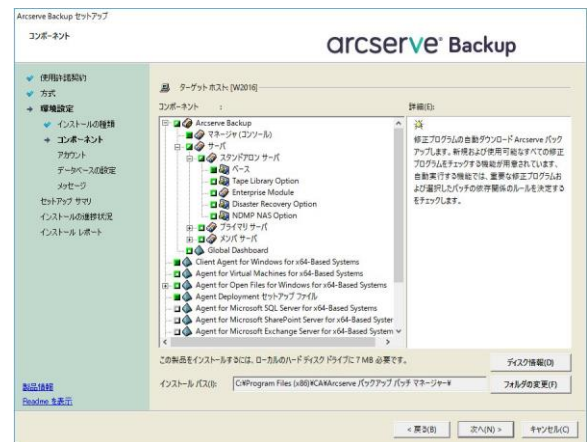 Arcserve Backup セットアップ
コンポーネント
arcserve® Backup
使用許諾契約
方式
環境設定
インストールの種類
コンポーネント
アカウント
データベースの設定
メッセージ
セットアップ サマリ
インストールの進捗状況
インストール レポート
製品情報
Readme を表示
ターゲット ホスト: [W2016]
コンポーネント :
Arcserve Backup
マネージャ (コンソール)
サーバ
スタンドアロン サーバ
ベース
Tape Library Option
Enterprise Module
Disaster Recovery Option
NDMP NAS Option
プライマリ サーバ
メンバ サーバ
Global Dashboard
Client Agent for Windows for x64-Based Systems
Agent for Virtual Machines for x64-Based Systems
Agent for Open Files for Windows for x64-Based Systems
Agent Deployment セットアップ ファイル
Agent for Microsoft SQL Server for x64-Based Systems
Agent for Microsoft SharePoint Server for x64-Based Syster
Agent for Microsoft Exchange Server for x64-Based System
詳細(E):
修正プログラムの自動ダウンロード Arcserve バック
アップします。新規および使用可能なすべての修正
プログラムをチェックする機能が用意されています、
自動実行する機能では、重要な修正プログラムお
よび選択したパッチの依存関係のルールを決定する
をチェックします。
この製品をインストールするには、ローカルのハード ディスク ドライブに 7 MB 必要です。
ディスク情報(D)
インストール パス(I):
C:¥Program Files (x86)¥CA¥Arcserve バックアップ パッチ マネージャー¥
フォルダの変更(F)
< 戻る(B)
次へ(N) >
キャンセル(C)